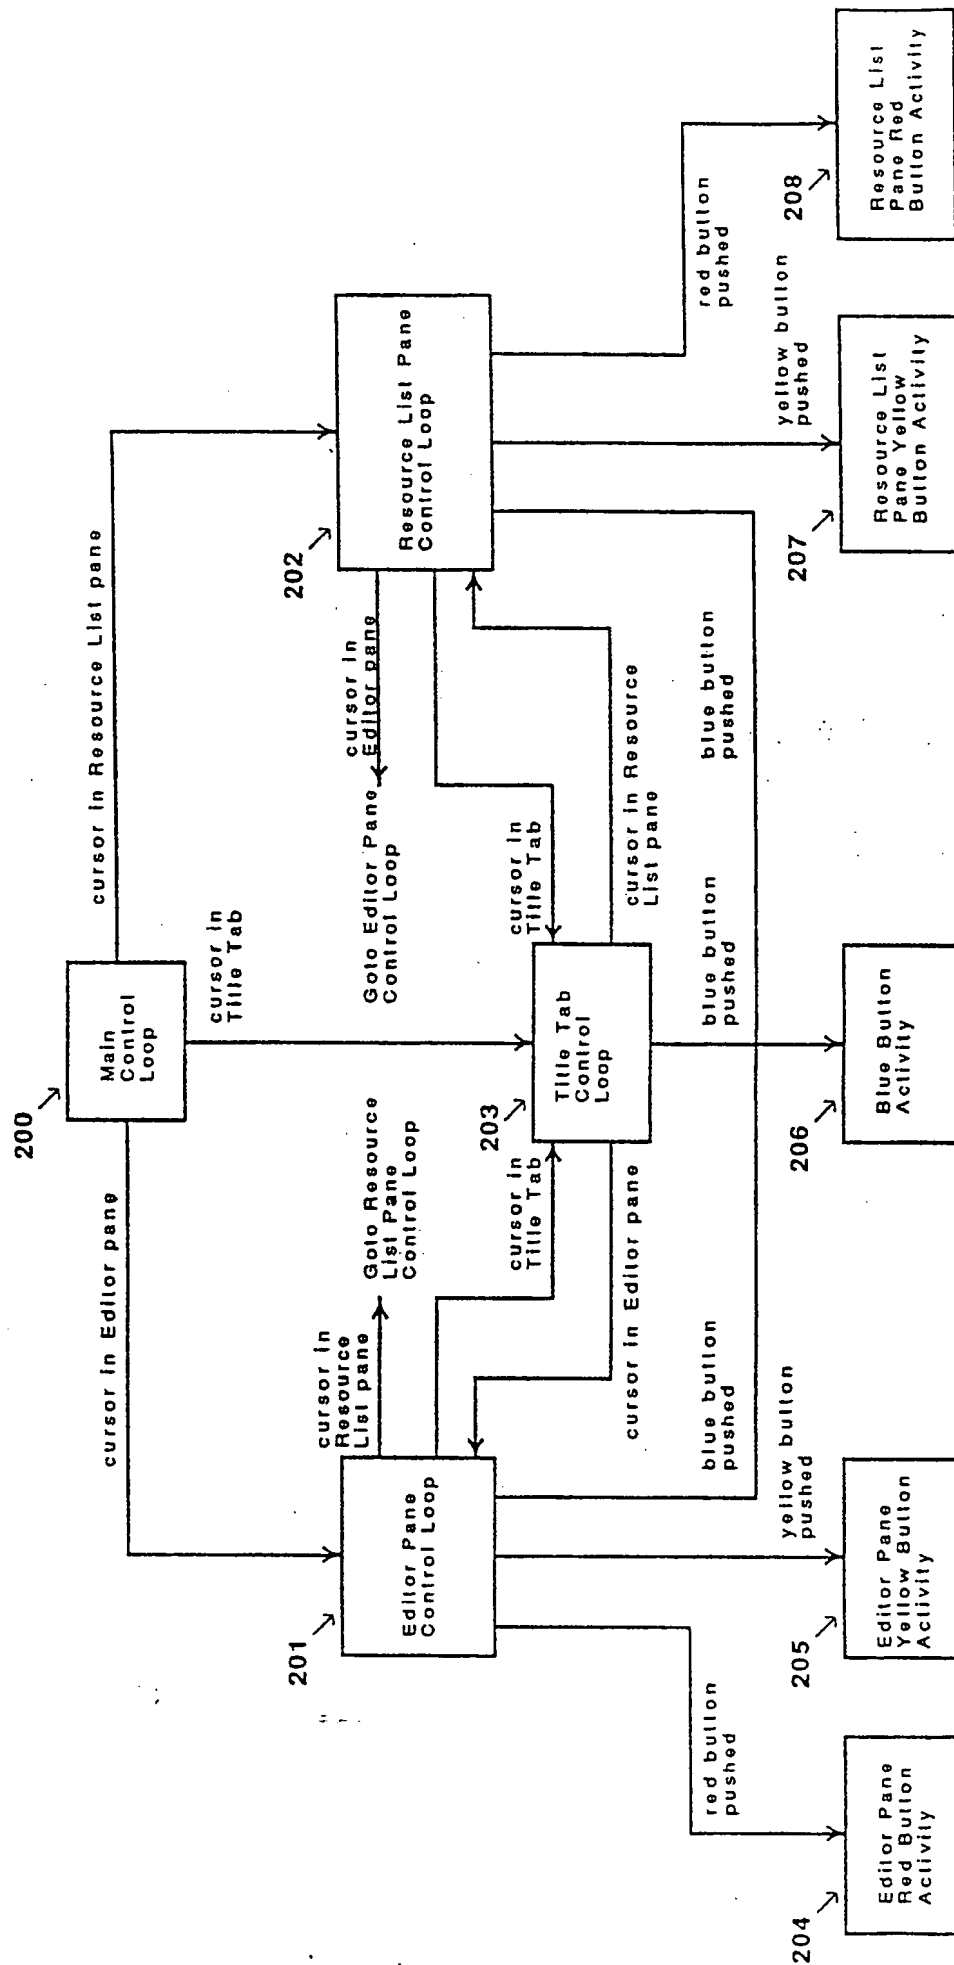 200
Main
Control
Loop
cursor in Editor pane
cursor in
Title Tab
cursor in Resource List pane
201
Editor Pane
Control Loop
cursor in
Resource
List pane
Goto Resource
List Pane
Control Loop
Goto Editor Pane
Control Loop
cursor in
Editor pane
202
Resource List Pane
Control Loop
cursor in
Title Tab
203
Title Tab
Control
Loop
cursor in
Title Tab
cursor in Editor pane
cursor in Resource
List pane
red button
pushed
yellow button
pushed
blue button
pushed
blue button
pushed
blue button
pushed
yellow button
pushed
red button
pushed
204
Editor Pane
Red Button
Activity
205
Editor Pane
Yellow Button
Activity
206
Blue Button
Activity
207
Resource List
Pane Yellow
Button Activity
208
Resource List
Pane Red
Button Activity